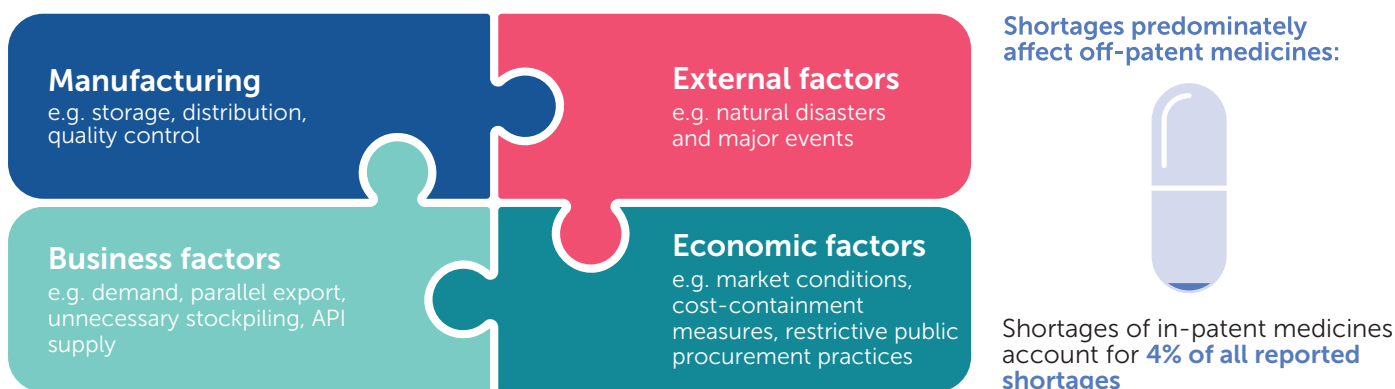 Manufacturing
e.g. storage, distribution,
quality control
External factors
e.g. natural disasters
and major events
Business factors
e.g. demand, parallel export,
unnecessary stockpiling, API
supply
Economic factors
e.g. market conditions,
cost-containment
measures, restrictive public
procurement practices
Shortages predominately
affect off-patent medicines:
Shortages of in-patent medicines
account for 4% of all reported
shortages